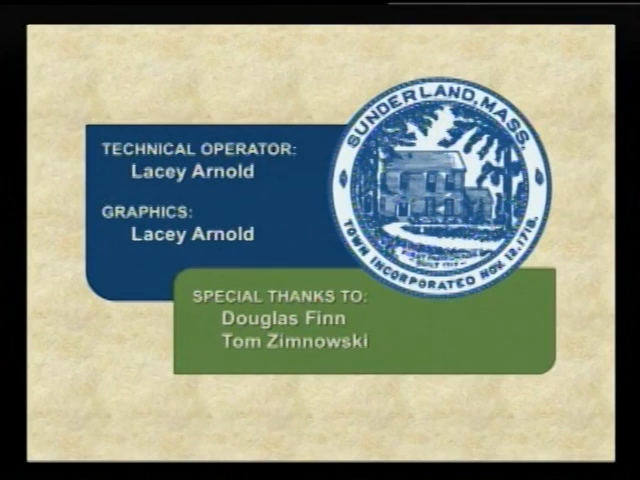 TECHNICAL OPERATOR:
Lacey Arnold
GRAPHICS:
Lacey Arnold
SPECIAL THANKS TO:
Douglas Finn
Tom Zimnowski
SUNDERLAND, MASS.
TOWN INCORPORATED NOV. 12, 1718.